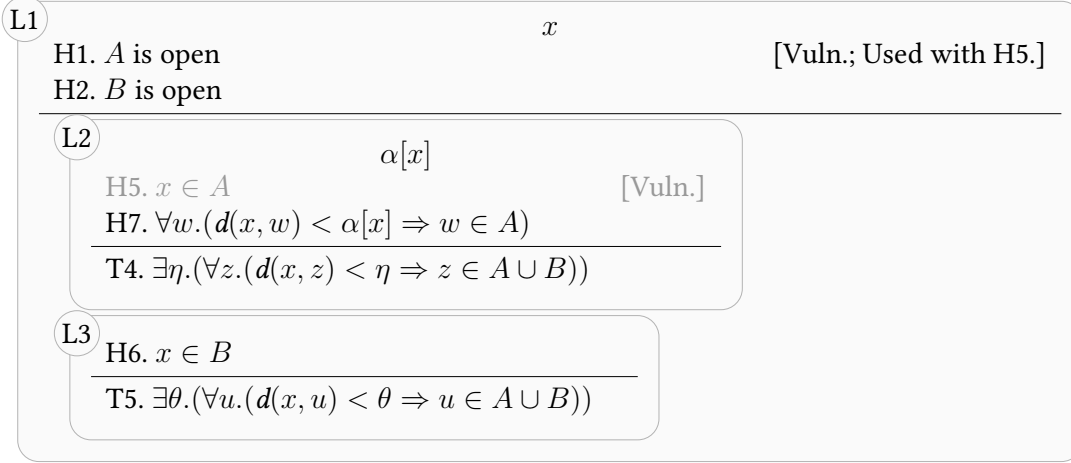 L1
x
H1. A is open [Vuln.; Used with H5.]
H2. B is open
L2
α[x]
H5. x ∈ A [Vuln.]
H7. ∀w.(d(x, w) < α[x] ⇒ w ∈ A)
T4. ∃η.(∀z.(d(x, z) < η ⇒ z ∈ A ∪ B))
L3
H6. x ∈ B
T5. ∃θ.(∀u.(d(x, u) < θ ⇒ u ∈ A ∪ B))